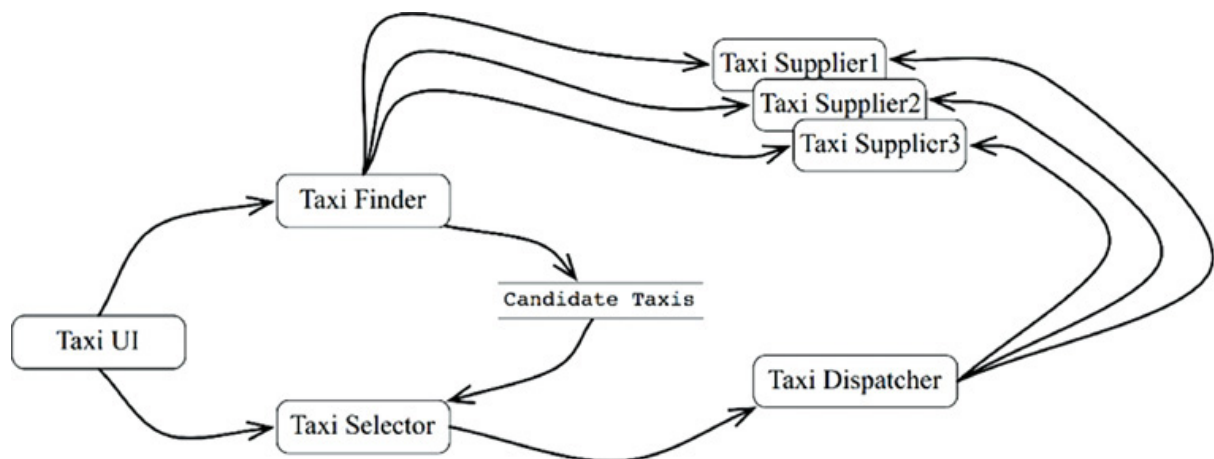 Taxi Supplier1
Taxi Supplier2
Taxi Supplier3
Taxi Finder
Candidate Taxis
Taxi UI
Taxi Dispatcher
Taxi Selector